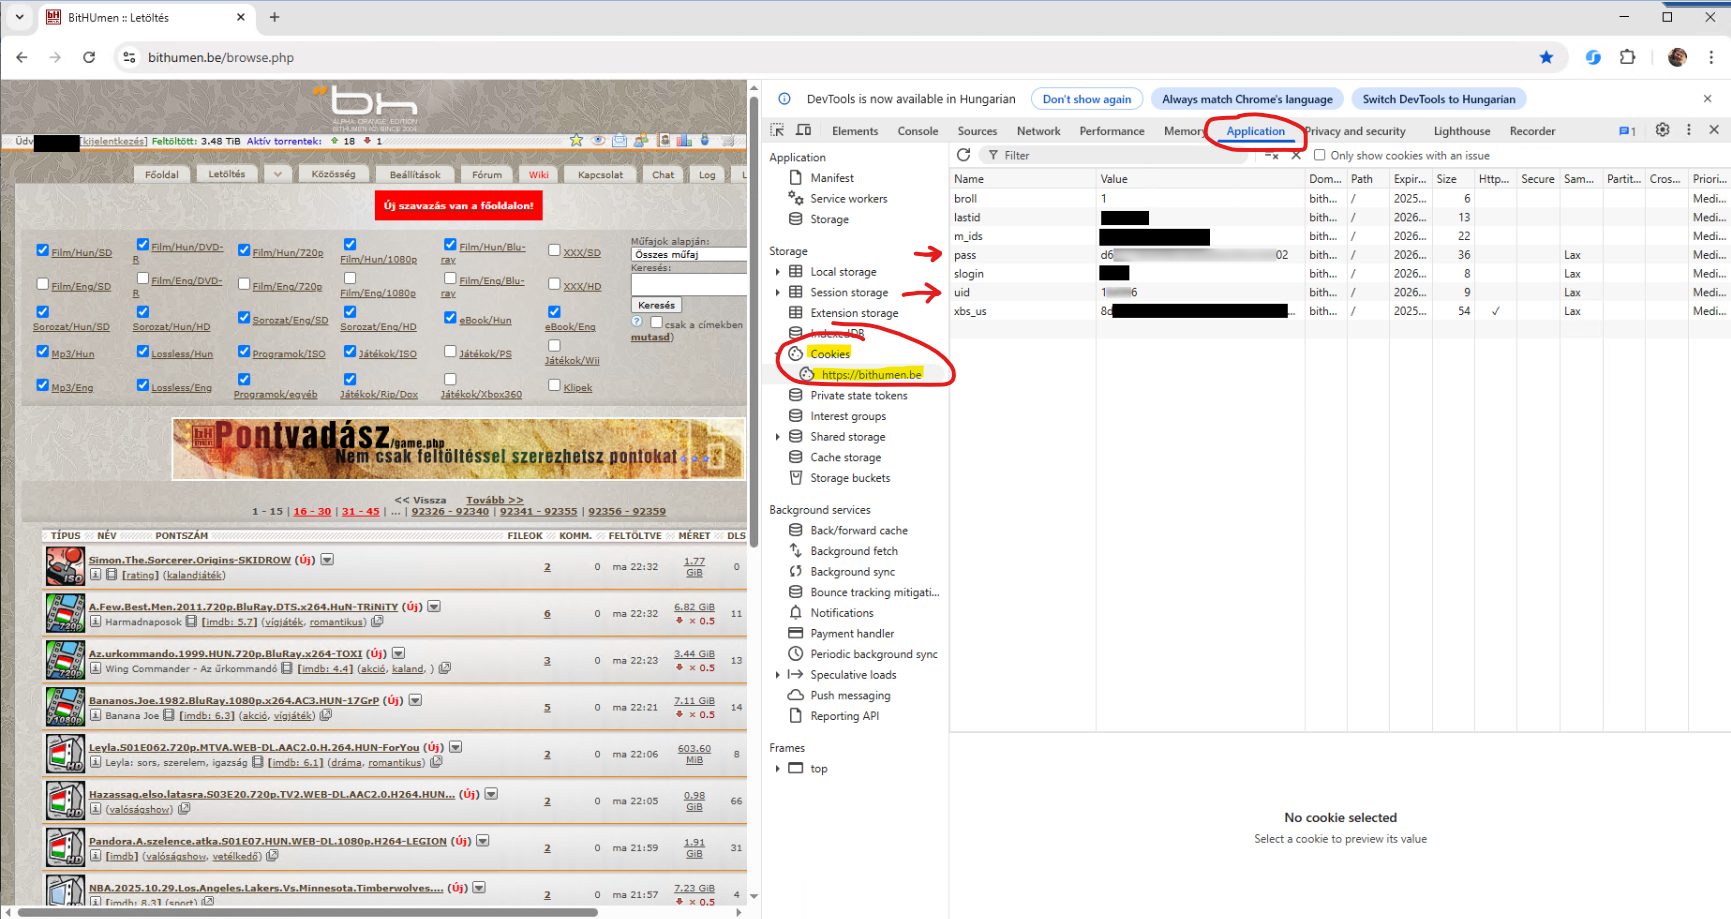 BitHUmen :: Letöltés
bithumen.be/browse.php
bh
ALPHA: ORANGE: EDITION
BITHUMEN-HD SINCE 2004
Üdv
[kijelentkezés] Feltöltött: 3.48 TiB Aktív torrentek: 18 1
Főoldal Letöltés Közösség Beállítások Fórum Wiki Kapcsolat Chat Log L
Új szavazás van a főoldalon!
Film/Hun/SD Film/Hun/DVD-R Film/Hun/720p Film/Hun/1080p Film/Hun/Blu-ray XXX/SD
Film/Eng/SD Film/Eng/DVD-R Film/Eng/720p Film/Eng/1080p Film/Eng/Blu-ray XXX/HD
Sorozat/Hun/SD Sorozat/Hun/HD Sorozat/Eng/SD Sorozat/Eng/HD eBook/Hun eBook/Eng
Mp3/Hun Lossless/Hun Programok/ISO Játékok/ISO Játékok/PS Játékok/Wii
Mp3/Eng Lossless/Eng Programok/egyéb Játékok/Rip/Dox Játékok/Xbox360 Klipek
Műfajok alapján:
Összes műfaj
Keresés:
Keresés
csak a címekben
mutasd)
bH Pontvadász/game.php
Nem csak feltöltéssel szerezhetsz pontokat...
<< Vissza Tovább >>
1 - 15 | 16 - 30 | 31 - 45 | ... | 92326 - 92340 | 92341 - 92355 | 92356 - 92359
TÍPUS NÉV PONTSZÁM FILEOK KOMM. FELTÖLTVE MÉRET DLS
ISO
Simon.The.Sorcerer.Origins-SKIDROW (Új)
[rating] (kalandjáték)
2 0 ma 22:32 1.77 GiB 0
720p
A.Few.Best.Men.2011.720p.BluRay.DTS.x264.HuN-TRiNiTY (Új)
Harmadnaposok [imdb: 5.7] (vígjáték, romantikus)
6 0 ma 22:32 6.82 GiB × 0.5 11
720p
Az.urkommando.1999.HUN.720p.BluRay.x264-TOXI (Új)
Wing Commander - Az űrkommandó [imdb: 4.4] (akció, kaland, )
3 0 ma 22:23 3.44 GiB × 0.5 13
1080p
Bananos.Joe.1982.BluRay.1080p.x264.AC3.HUN-17GrP (Új)
Banana Joe [imdb: 6.3] (akció, vígjáték)
5 0 ma 22:21 7.11 GiB × 0.5 14
HD
Leyla.S01E062.720p.MTVA.WEB-DL.AAC2.0.H.264.HUN-ForYou (Új)
Leyla: sors, szerelem, igazság [imdb: 6.1] (dráma, romantikus)
2 0 ma 22:06 603.60 MiB 8
HD
Hazassag.elso.latasra.S03E20.720p.TV2.WEB-DL.AAC2.0.H264.HUN... (Új)
(valóságshow)
2 0 ma 22:05 0.98 GiB 66
HD
Pandora.A.szelence.atka.S01E07.HUN.WEB-DL.1080p.H264-LEGION (Új)
[imdb] (valóságshow, vetélkedő)
2 0 ma 21:59 1.91 GiB 31
NBA.2025.10.29.Los.Angeles.Lakers.Vs.Minnesota.Timberwolves.... (Új)
[imdb: 8.3] (sport)
2 0 ma 21:57 7.23 GiB × 0.5 4
DevTools is now available in Hungarian Don't show again Always match Chrome's language Switch DevTools to Hungarian
Elements Console Sources Network Performance Memory Application Privacy and security Lighthouse Recorder 1
Application
Manifest
Service workers
Storage
Storage
Local storage
Session storage
Extension storage
IndexedDB
Cookies
https://bithumen.be
Private state tokens
Interest groups
Shared storage
Cache storage
Storage buckets
Background services
Back/forward cache
Background fetch
Background sync
Bounce tracking mitigati...
Notifications
Payment handler
Periodic background sync
Speculative loads
Push messaging
Reporting API
Frames
top
Filter Only show cookies with an issue
Name Value Dom... Path Expir... Size Http... Secure Sam... Partit... Cros... Priori...
broll 1 bith... / 2025... 6 Medi...
lastid bith... / 2026... 13 Medi...
m_ids bith... / 2026... 22 Medi...
pass d6 02 bith... / 2026... 36 Lax Medi...
slogin bith... / 2026... 8 Lax Medi...
uid 1 6 bith... / 2026... 9 Lax Medi...
xbs_us 8d ... bith... / 2025... 54 ✓ Lax Medi...
No cookie selected
Select a cookie to preview its value